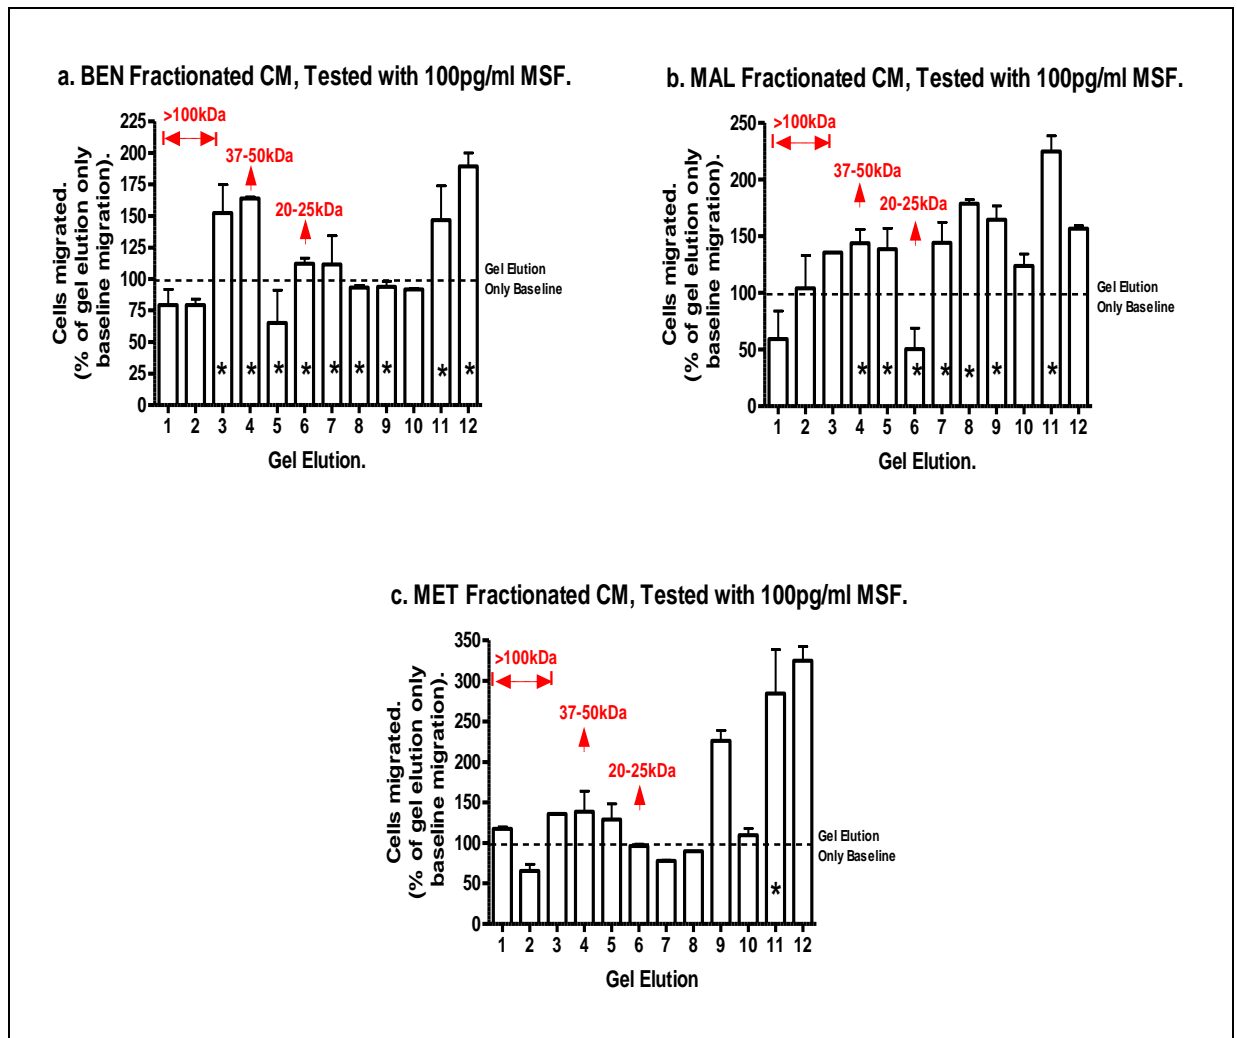 a. BEN Fractionated CM, Tested with 100pg/ml MSF.
>100kDa
37-50kDa
20-25kDa
Cells migrated.
(% of gel elution only
baseline migration).
225
200
175
150
125
100
75
50
25
0
Gel Elution
Only Baseline
* * * * * * * * *
1 2 3 4 5 6 7 8 9 10 11 12
Gel Elution.
b. MAL Fractionated CM, Tested with 100pg/ml MSF.
>100kDa
37-50kDa
20-25kDa
Cells migrated.
(% of gel elution only
baseline migration).
250
200
150
100
50
0
Gel Elution
Only Baseline
* * * * * * *
1 2 3 4 5 6 7 8 9 10 11 12
Gel Elution.
c. MET Fractionated CM, Tested with 100pg/ml MSF.
>100kDa
37-50kDa
20-25kDa
Cells migrated.
(% of gel elution only
baseline migration).
350
300
250
200
150
100
50
0
Gel Elution
Only Baseline
*
1 2 3 4 5 6 7 8 9 10 11 12
Gel Elution